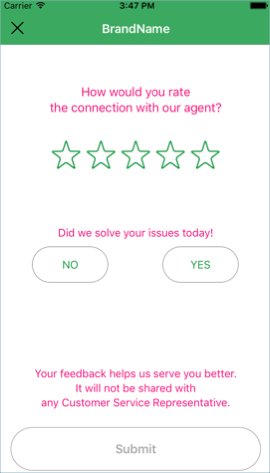 Carrier 3:47 PM
BrandName
How would you rate
the connection with our agent?
Did we solve your issues today!
NO YES
Your feedback helps us serve you better.
It will not be shared with
any Customer Service Representative.
Submit